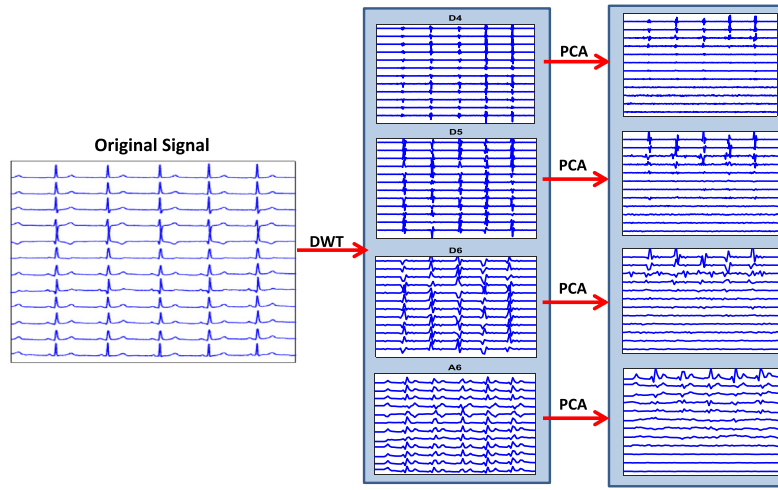 Original Signal
DWT
D4
PCA
D5
PCA
D6
PCA
A6
PCA